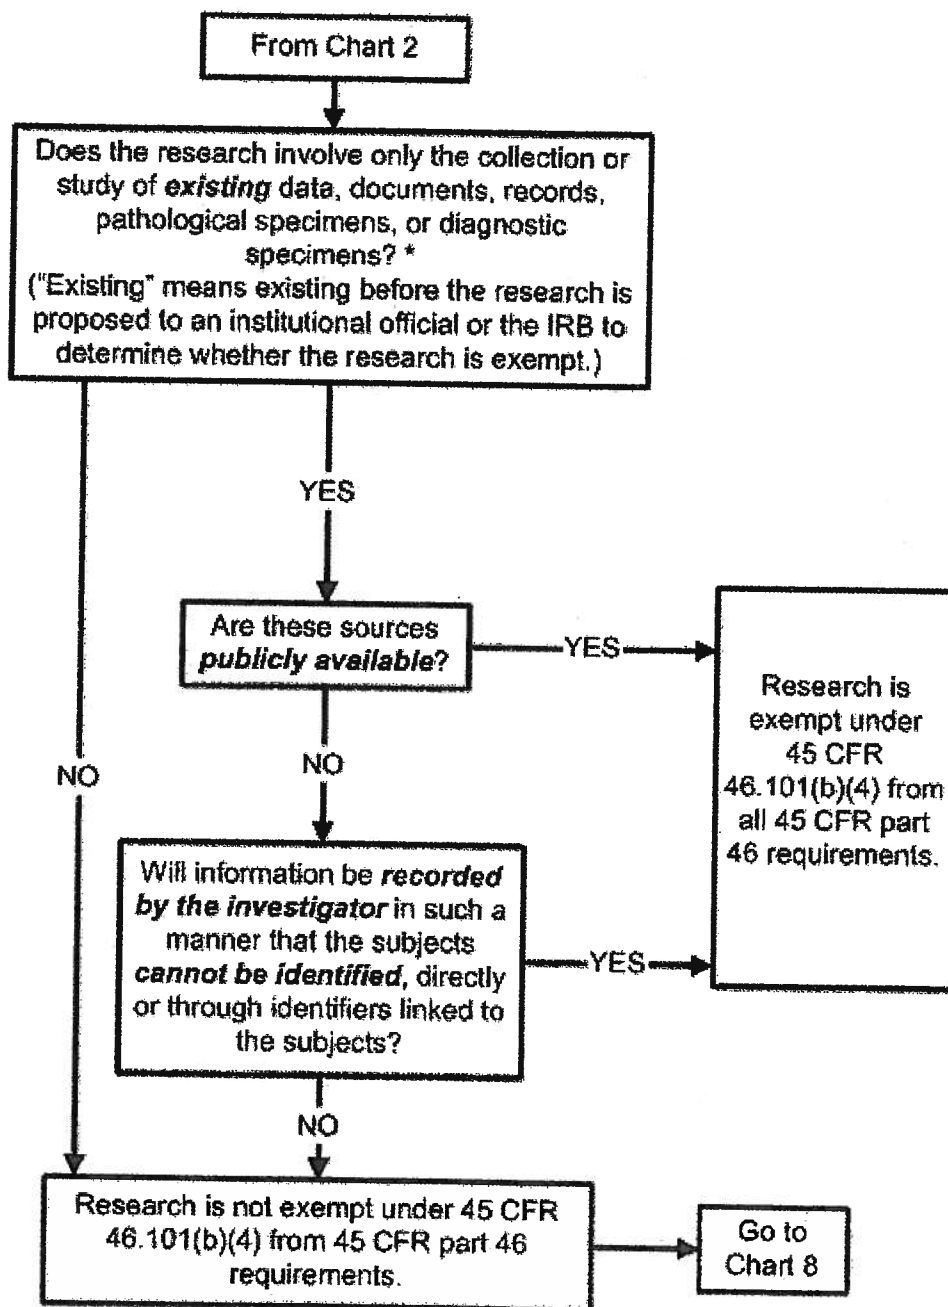 From Chart 2
Does the research involve only the collection or
study of existing data, documents, records,
pathological specimens, or diagnostic
specimens? *
("Existing" means existing before the research is
proposed to an institutional official or the IRB to
determine whether the research is exempt.)
YES
Are these sources
publicly available?
YES
Research is
exempt under
45 CFR
46.101(b)(4) from
all 45 CFR part
46 requirements.
NO
NO
Will information be recorded
by the investigator in such a
manner that the subjects
cannot be identified, directly
or through identifiers linked to
the subjects?
YES
NO
Research is not exempt under 45 CFR
46.101(b)(4) from 45 CFR part 46
requirements.
Go to
Chart 8